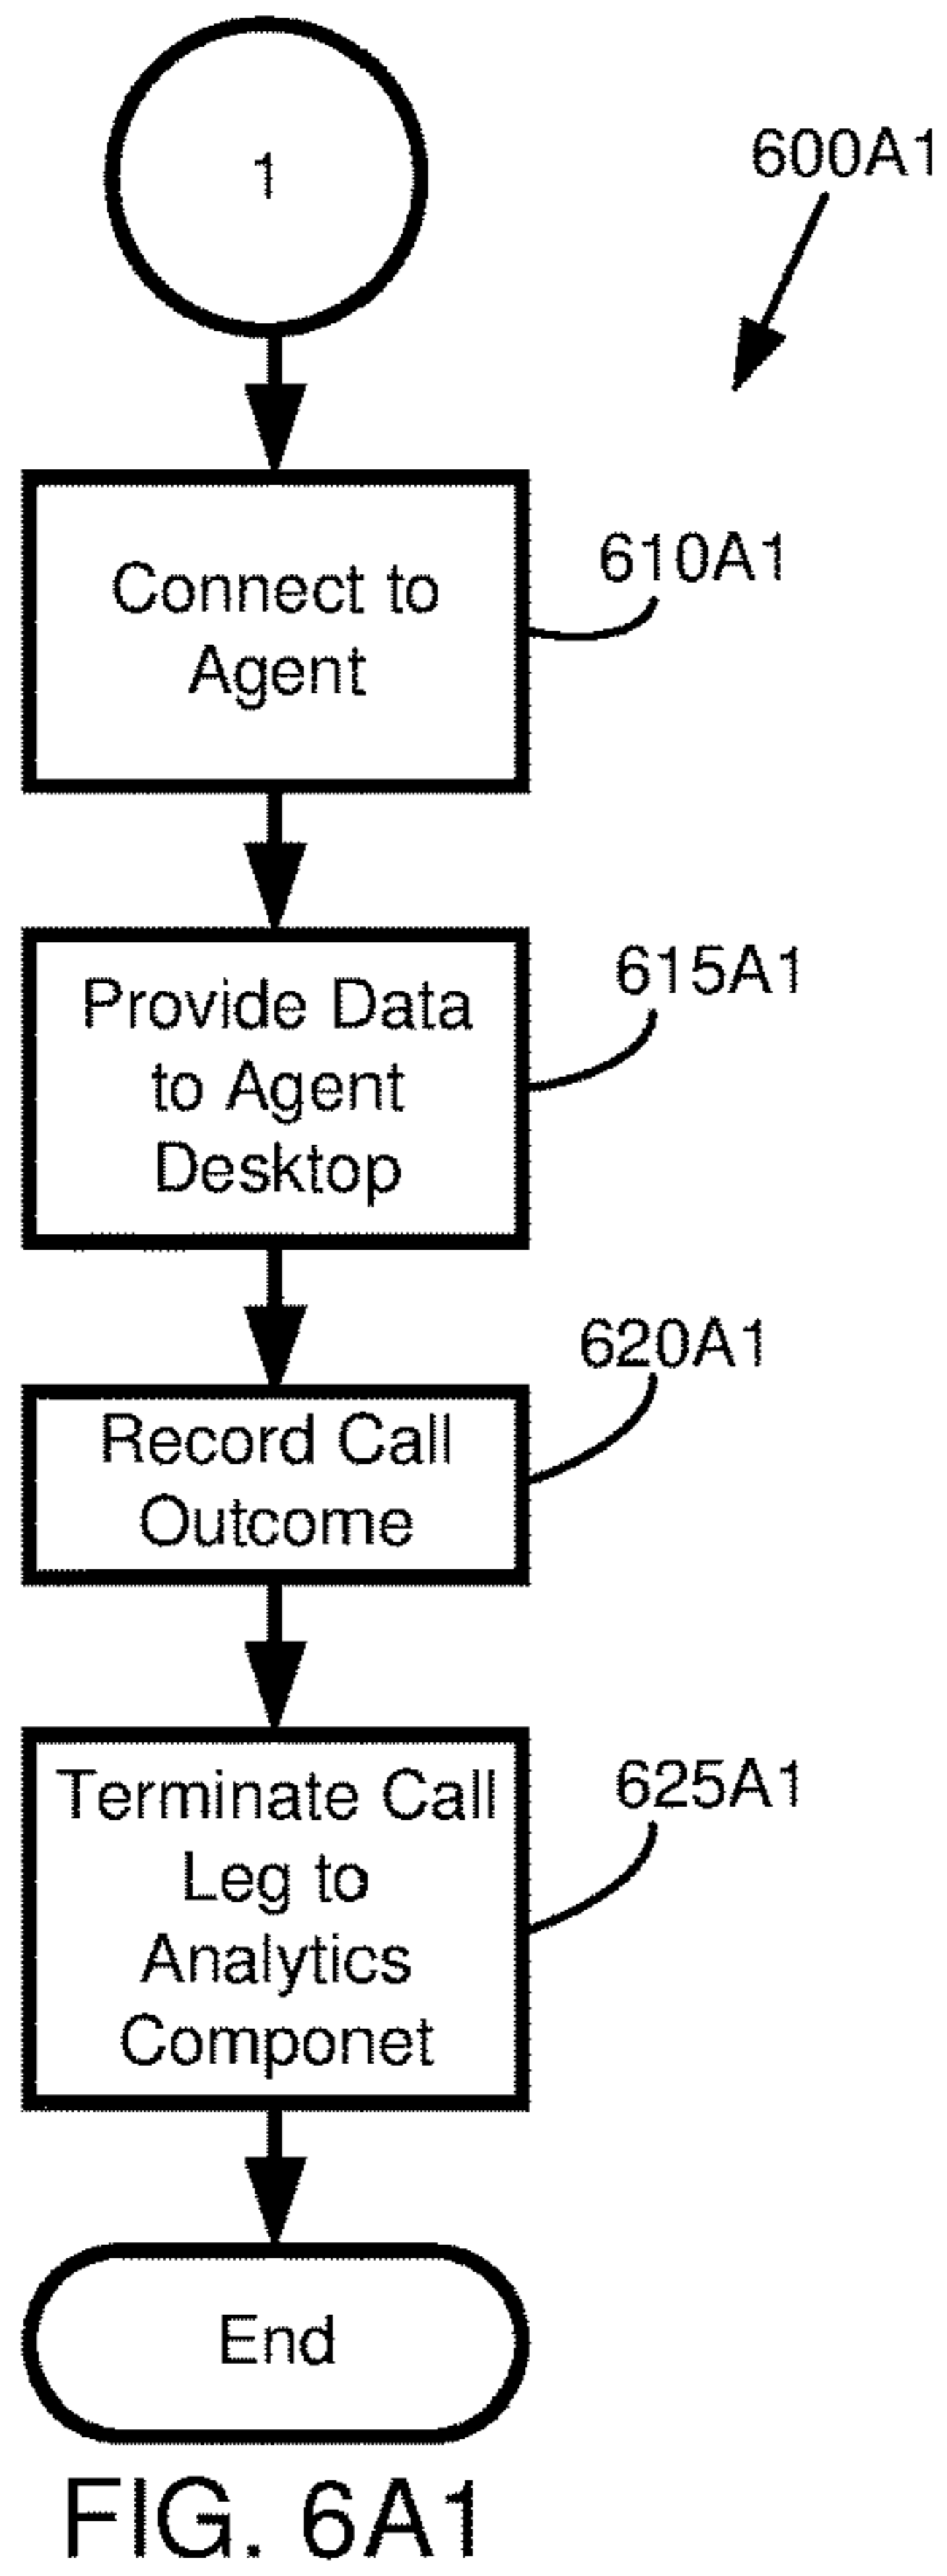 1
600A1
Connect to
Agent
610A1
Provide Data
to Agent
Desktop
615A1
Record Call
Outcome
620A1
Terminate Call
Leg to
Analytics
Componet
625A1
End
FIG. 6A1